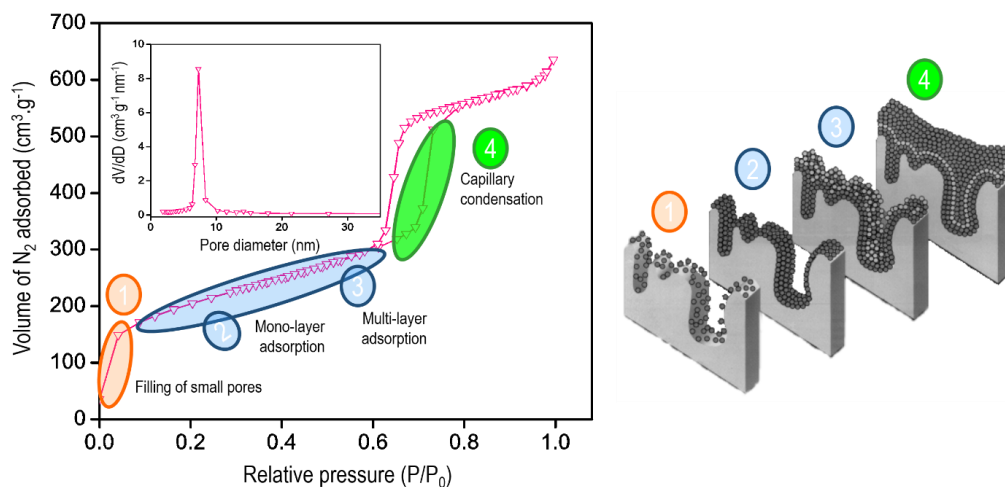 700
600
500
400
300
200
100
0
Volume of N2 adsorbed (cm3.g-1)
0.0
0.2
0.4
0.6
0.8
1.0
Relative pressure (P/P0)
10
8
6
4
2
0
dV/dD (cm3g-1 nm-1)
0
10
20
30
Pore diameter (nm)
1
Filling of small pores
2
Mono-layer
adsorption
3
Multi-layer
adsorption
4
Capillary
condensation
1
2
3
4